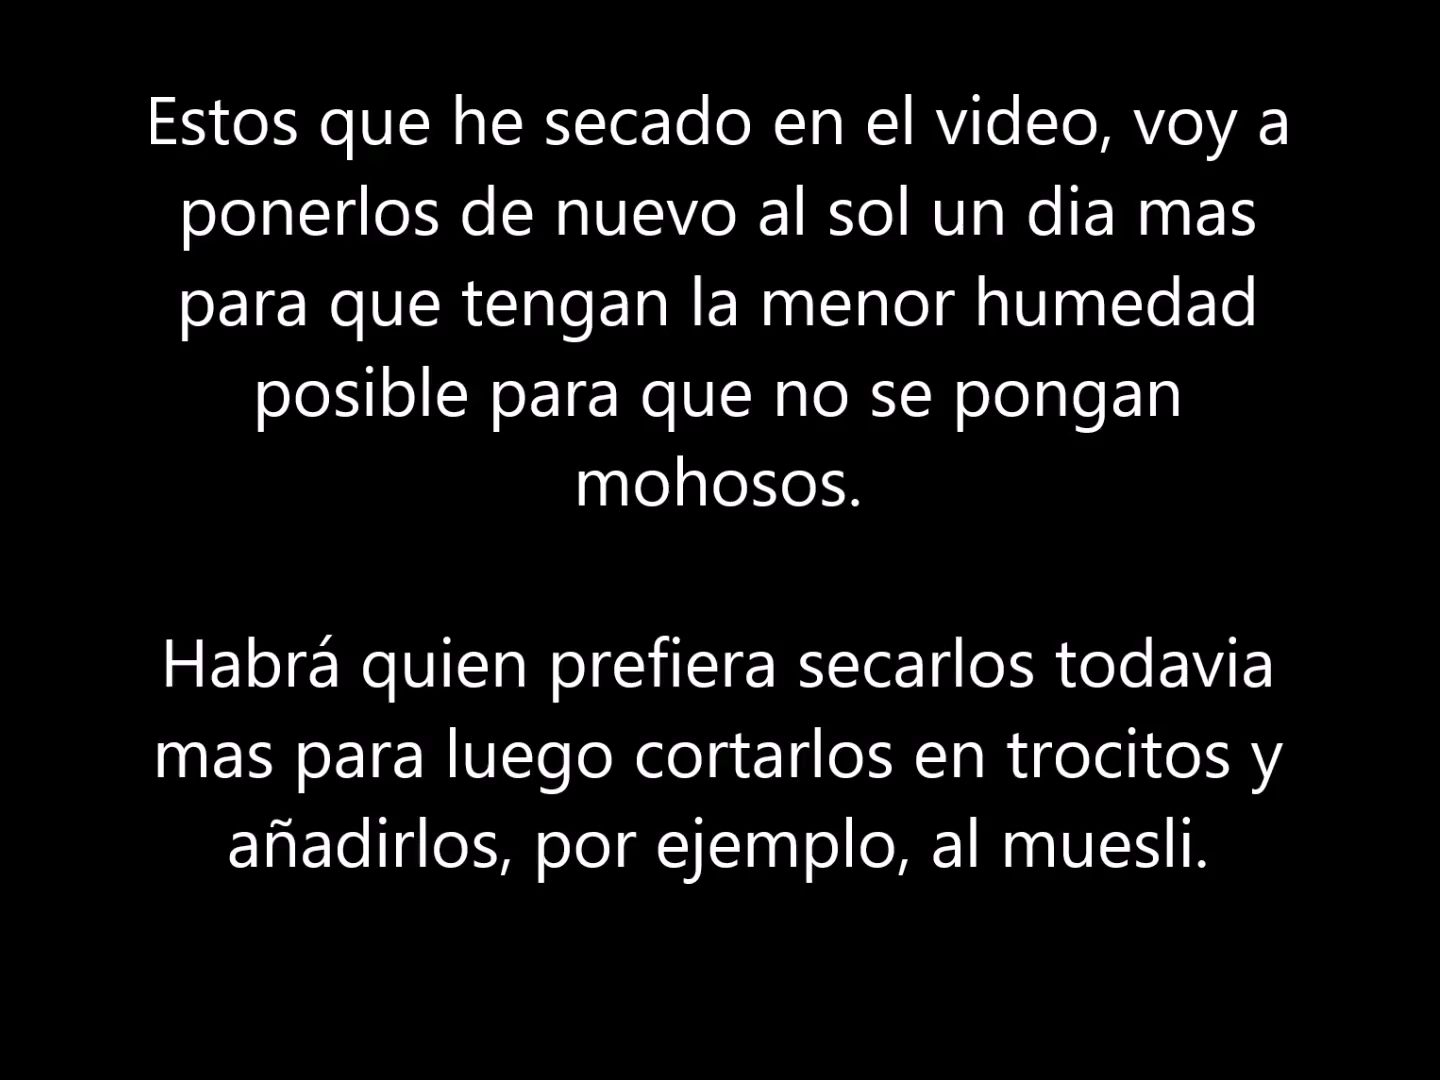 Estos que he secado en el video, voy a
ponerlos de nuevo al sol un dia mas
para que tengan la menor humedad
posible para que no se pongan
mohosos.
Habrá quien prefiera secarlos todavia
mas para luego cortarlos en trocitos y
añadirlos, por ejemplo, al muesli.